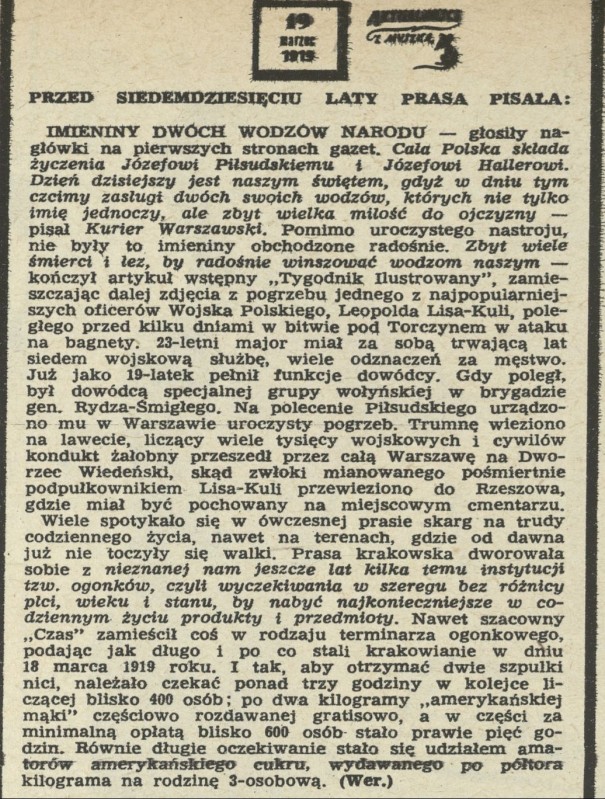 19
marzec
1919
AKTUALNOŚCI
Z MUSZKĄ
3
PRZED SIEDEMDZIESIĘCIU LATY PRASA PISAŁA:
IMIENINY DWÓCH WODZÓW NARODU — głosiły na-
główki na pierwszych stronach gazet. Cała Polska składa
życzenia Józefowi Piłsudskiemu i Józefowi Hallerowi.
Dzień dzisiejszy jest naszym świętem, gdyż w dniu tym
czcimy zasługi dwóch swoich wodzów, których nie tylko
imię jednoczy, ale zbyt wielka miłość do ojczyzny —
pisał Kurier Warszawski. Pomimo uroczystego nastroju,
nie były to imieniny obchodzone radośnie. Zbyt wiele
śmierci i łez, by radośnie winszować wodzom naszym —
kończył artykuł wstępny „Tygodnik Ilustrowany”, zamie-
szczając dalej zdjęcia z pogrzebu jednego z najpopularniej-
szych oficerów Wojska Polskiego, Leopolda Lisa-Kuli, pole-
głego przed kilku dniami w bitwie pod Torczynem w ataku
na bagnety. 23-letni major miał za sobą trwającą lat
siedem wojskową służbę, wiele odznaczeń za męstwo.
Już jako 19-latek pełnił funkcje dowódcy. Gdy poległ,
był dowódcą specjalnej grupy wołyńskiej w brygadzie
gen. Rydza-Śmigłego. Na polecenie Piłsudskiego urządzo-
no mu w Warszawie uroczysty pogrzeb. Trumnę wieziono
na lawecie, liczący wiele tysięcy wojskowych i cywilów
kondukt żałobny przeszedł przez całą Warszawę na Dwo-
rzec Wiedeński, skąd zwłoki mianowanego pośmiertnie
podpułkownikiem Lisa-Kuli przewieziono do Rzeszowa,
gdzie miał być pochowany na miejscowym cmentarzu.
Wiele spotykało się w ówczesnej prasie skarg na trudy
codziennego życia, nawet na terenach, gdzie od dawna
już nie toczyły się walki. Prasa krakowska dworowała
sobie z nieznanej nam jeszcze lat kilka temu instytucji
tzw. ogonków, czyli wyczekiwania w szeregu bez różnicy
płci, wieku i stanu, by nabyć najkonieczniejsze w co-
dziennym życiu produkty i przedmioty. Nawet szacowny
„Czas” zamieścił coś w rodzaju terminarza ogonkowego,
podając jak długo i po co stali krakowianie w dniu
18 marca 1919 roku. I tak, aby otrzymać dwie szpulki
nici, należało czekać ponad trzy godziny w kolejce li-
czącej blisko 400 osób; po dwa kilogramy „amerykańskiej
mąki” częściowo rozdawanej gratisowo, a w części za
minimalną opłatą blisko 600 osób stało prawie pięć go-
dzin. Równie długie oczekiwanie stało się udziałem ama-
torów amerykańskiego cukru, wydawanego po półtora
kilograma na rodzinę 3-osobową. (Wer.)